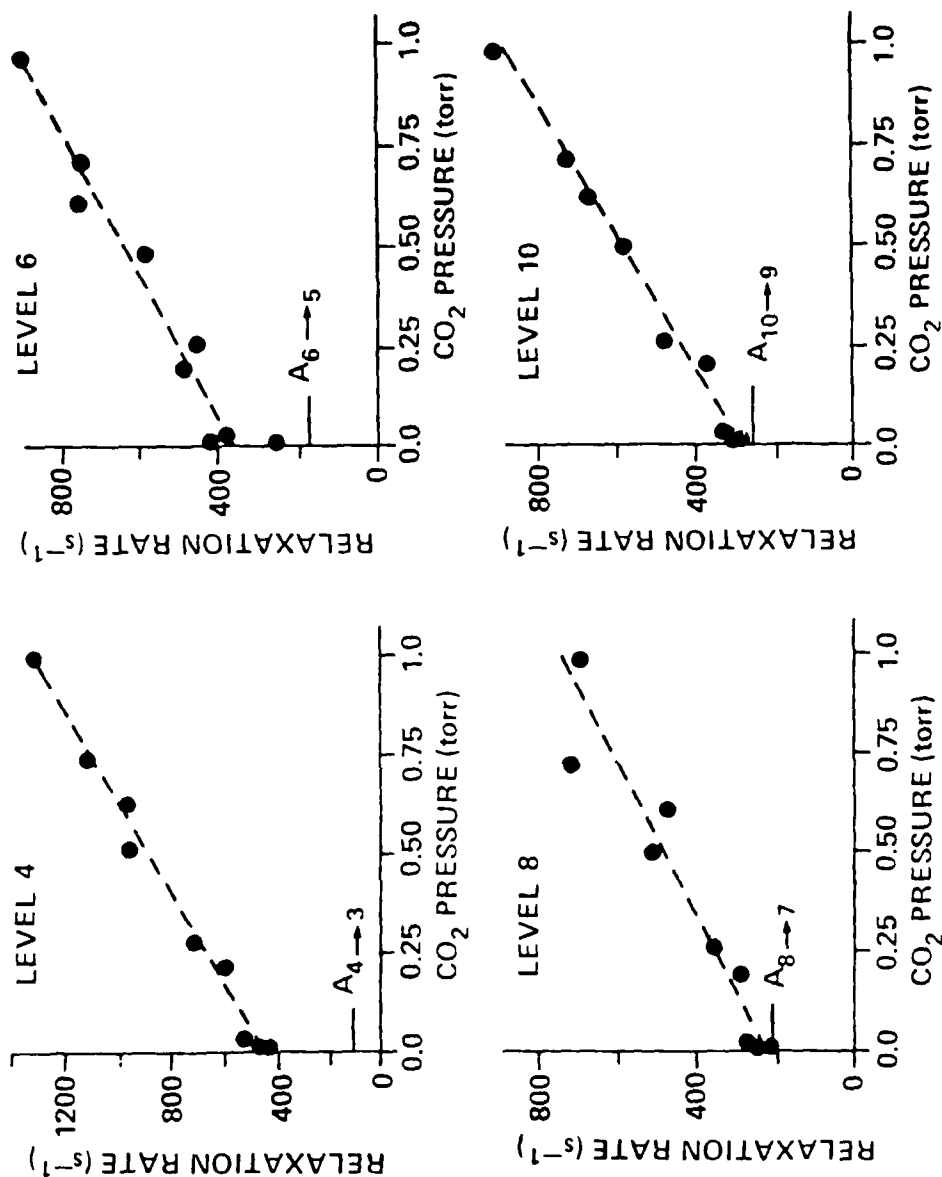 LEVEL 4
RELAXATION RATE (s⁻¹)
1200
800
400
0
A₄→₃
0.0 0.25 0.50 0.75 1.0
CO₂ PRESSURE (torr)
LEVEL 6
RELAXATION RATE (s⁻¹)
800
400
0
A₆→₅
0.0 0.25 0.50 0.75 1.0
CO₂ PRESSURE (torr)
LEVEL 8
RELAXATION RATE (s⁻¹)
800
400
0
A₈→₇
0.0 0.25 0.50 0.75 1.0
CO₂ PRESSURE (torr)
LEVEL 10
RELAXATION RATE (s⁻¹)
800
400
0
A₁₀→₉
0.0 0.25 0.50 0.75 1.0
CO₂ PRESSURE (torr)